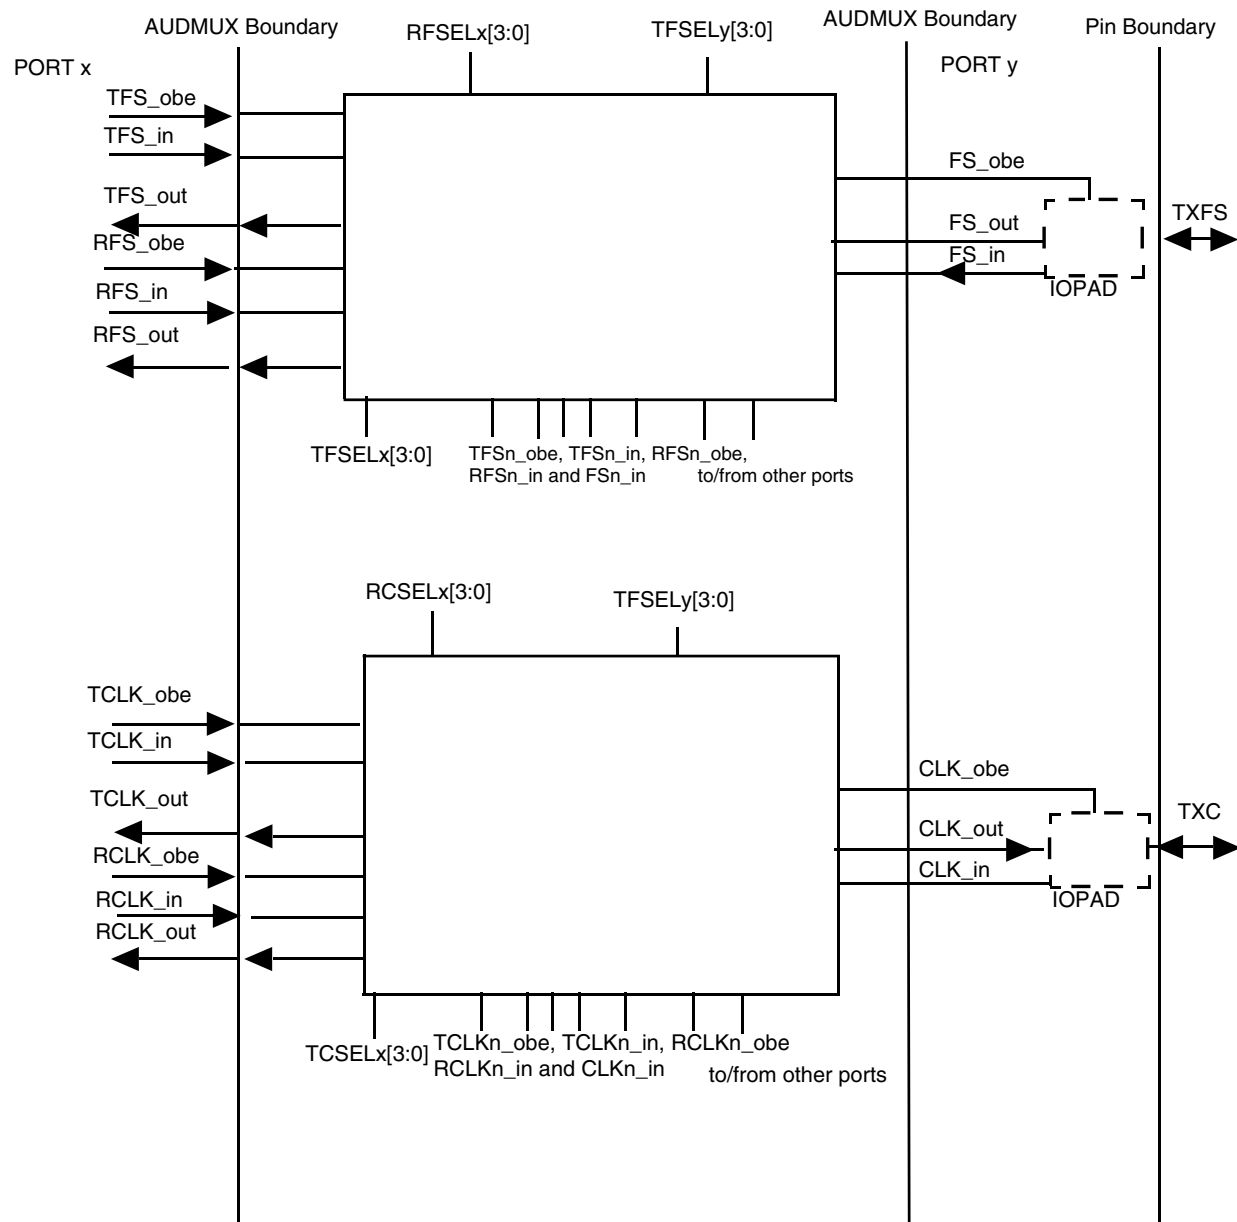 AUDMUX Boundary
RFSELx[3:0]
TFSELy[3:0]
AUDMUX Boundary
Pin Boundary
PORT x
PORT y
TFS_obe
TFS_in
TFS_out
RFS_obe
RFS_in
RFS_out
FS_obe
FS_out
FS_in
IOPAD
TXFS
TFSELx[3:0]
TFSn_obe, TFSn_in, RFSn_obe,
RFSn_in and FSn_in
to/from other ports
RCSELx[3:0]
TFSELy[3:0]
TCLK_obe
TCLK_in
TCLK_out
RCLK_obe
RCLK_in
RCLK_out
CLK_obe
CLK_out
CLK_in
IOPAD
TXC
TCSELx[3:0]
TCLKn_obe, TCLKn_in, RCLKn_obe
RCLKn_in and CLKn_in
to/from other ports